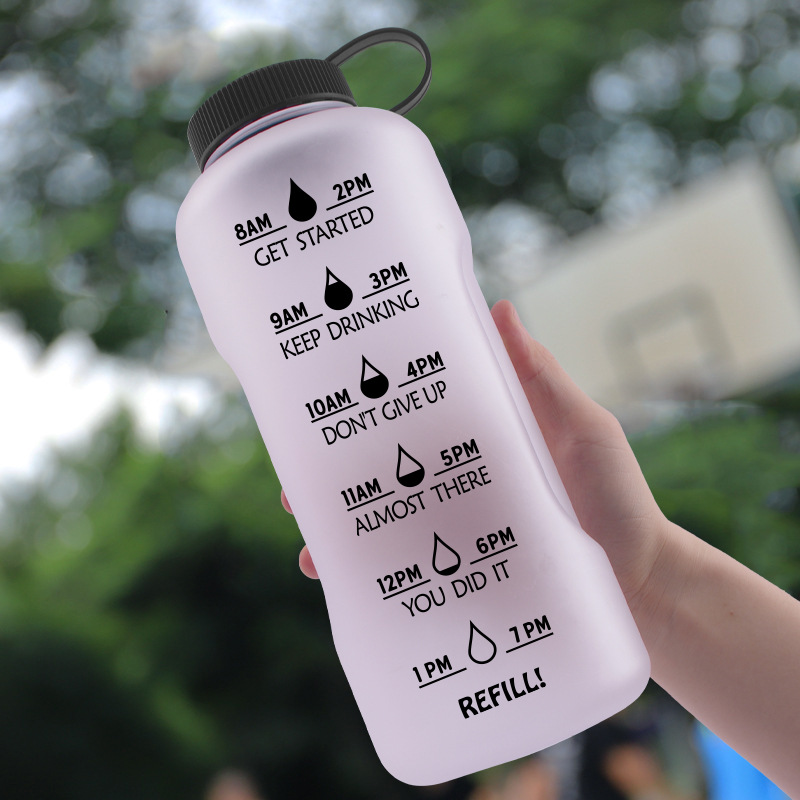 8AM 2PM
GET STARTED
9AM 3PM
KEEP DRINKING
10AM 4PM
DON'T GIVE UP
11AM 5PM
ALMOST THERE
12PM 6PM
YOU DID IT
1PM 7PM
REFILL!